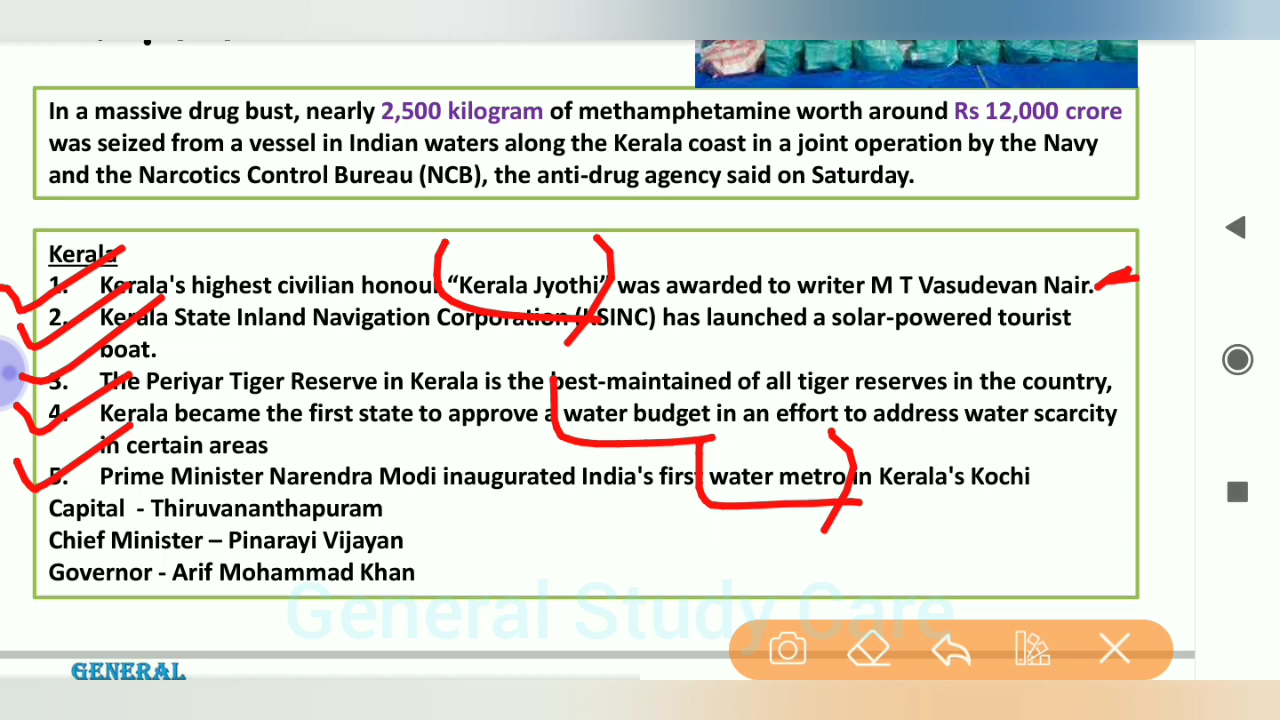 In a massive drug bust, nearly 2,500 kilogram of methamphetamine worth around Rs 12,000 crore
was seized from a vessel in Indian waters along the Kerala coast in a joint operation by the Navy
and the Narcotics Control Bureau (NCB), the anti-drug agency said on Saturday.
Kerala
1. Kerala's highest civilian honour “Kerala Jyothi” was awarded to writer M T Vasudevan Nair.
2. Kerala State Inland Navigation Corporation (KSINC) has launched a solar-powered tourist
boat.
3. The Periyar Tiger Reserve in Kerala is the best-maintained of all tiger reserves in the country,
4. Kerala became the first state to approve a water budget in an effort to address water scarcity
in certain areas
5. Prime Minister Narendra Modi inaugurated India's first water metro in Kerala's Kochi
Capital - Thiruvananthapuram
Chief Minister – Pinarayi Vijayan
Governor - Arif Mohammad Khan
General Study Care
GENERAL